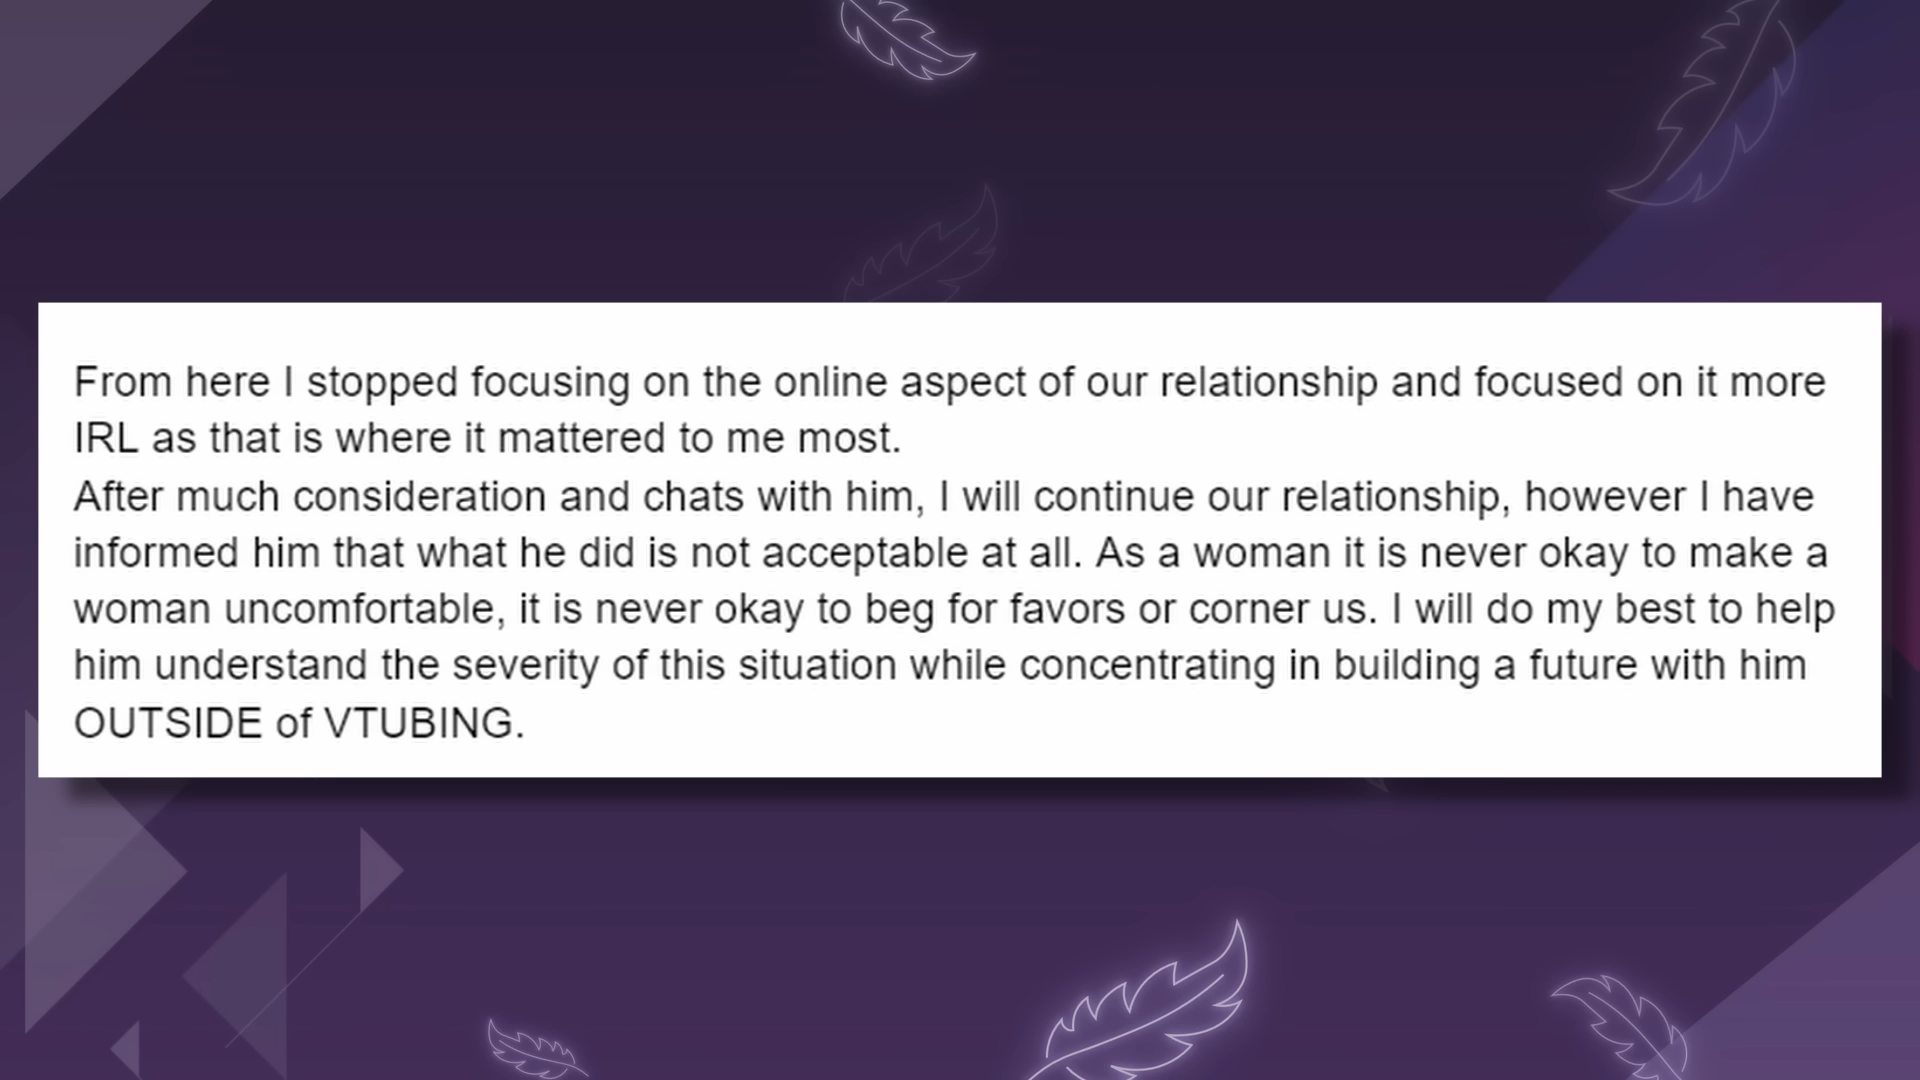 From here I stopped focusing on the online aspect of our relationship and focused on it more
IRL as that is where it mattered to me most.
After much consideration and chats with him, I will continue our relationship, however I have
informed him that what he did is not acceptable at all. As a woman it is never okay to make a
woman uncomfortable, it is never okay to beg for favors or corner us. I will do my best to help
him understand the severity of this situation while concentrating in building a future with him
OUTSIDE of VTUBING.